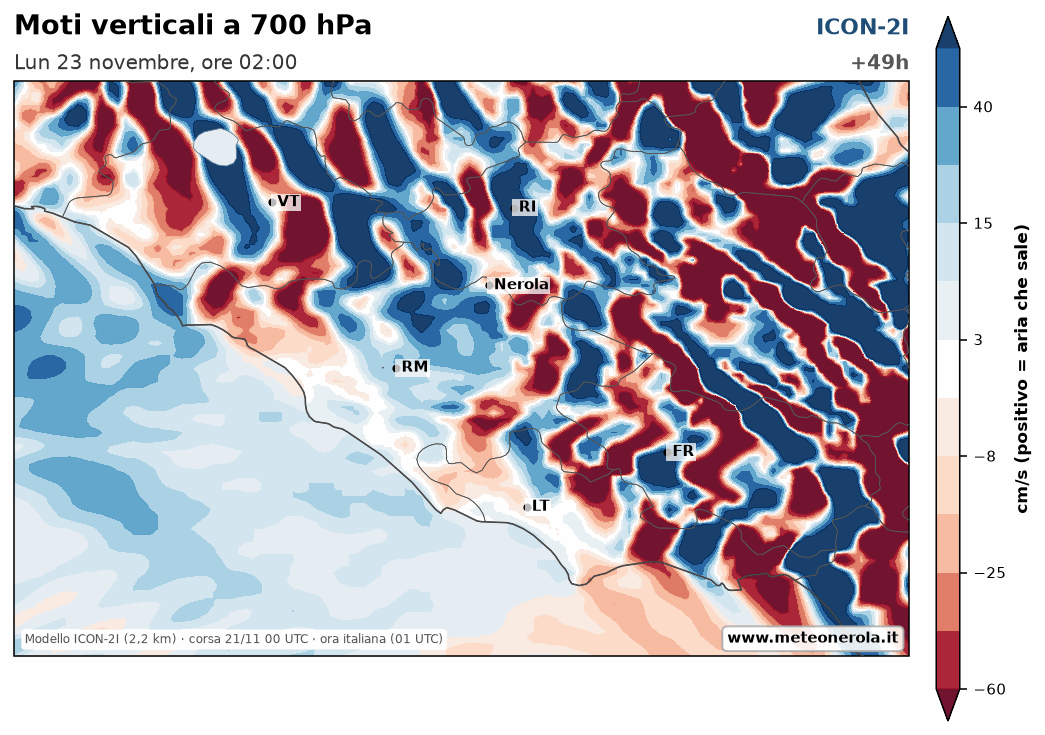 Moti verticali a 700 hPa
ICON-2I
Lun 23 novembre, ore 02:00
+49h
40
15
3
−8
−25
−60
cm/s (positivo = aria che sale)
VT
RI
Nerola
RM
FR
LT
Modello ICON-2I (2,2 km) · corsa 21/11 00 UTC · ora italiana (01 UTC)
www.meteonerola.it